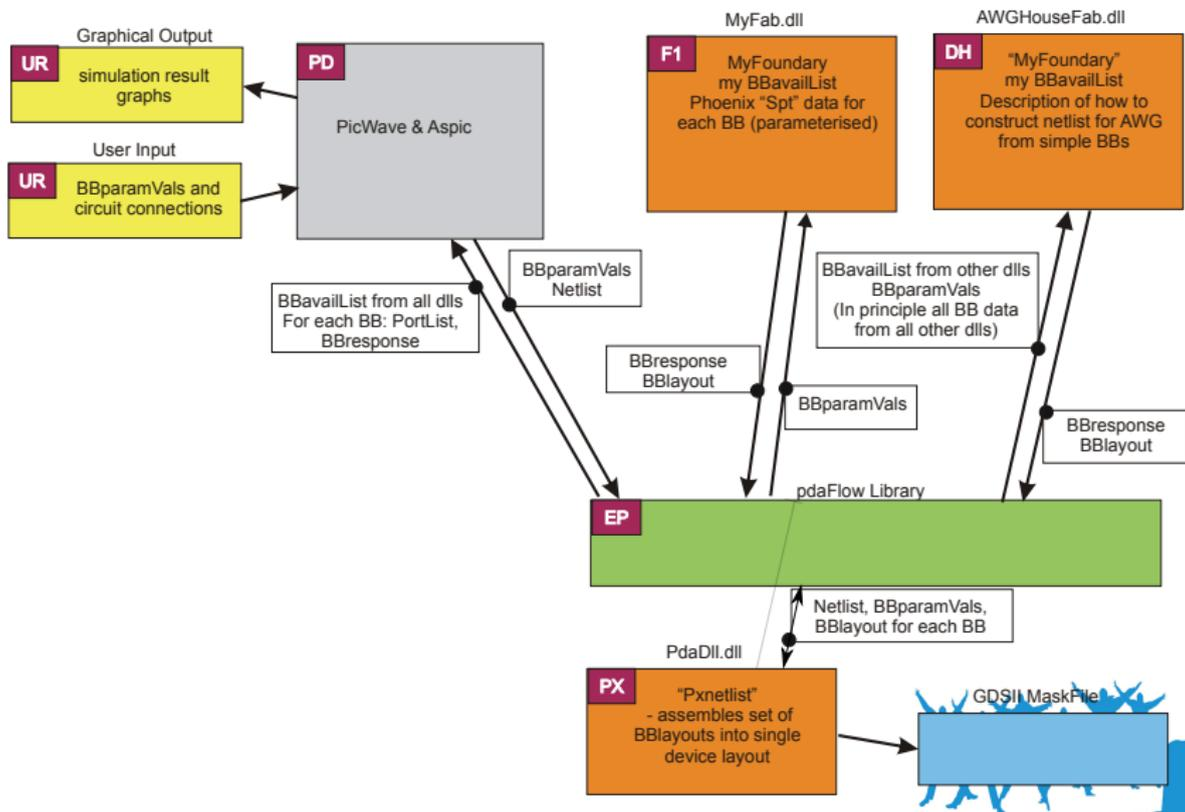 MyFab.dll
AWGHouseFab.dll
Graphical Output
UR
simulation result
graphs
PD
PicWave & Aspic
F1
MyFoundary
my BBavailList
Phoenix “Spt” data for
each BB (parameterised)
DH
“MyFoundary”
my BBavailList
Description of how to
construct netlist for AWG
from simple BBs
User Input
UR
BBparamVals and
circuit connections
BBavailList from all dlls
For each BB: PortList,
BBresponse
BBparamVals
Netlist
BBresponse
BBlayout
BBparamVals
BBavailList from other dlls
BBparamVals
(In principle all BB data
from all other dlls)
BBresponse
BBlayout
pdaFlow Library
EP
Netlist, BBparamVals,
BBlayout for each BB
PdaDll.dll
PX
“Pxnetlist”
- assembles set of
BBlayouts into single
device layout
GDSII MaskFile